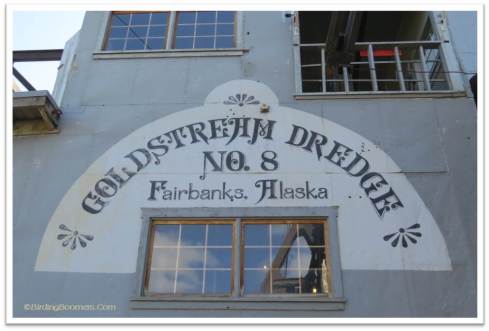 GOLDSTREAM DREDGE
NO. 8
Fairbanks, Alaska
©BirdingBoomers.Com